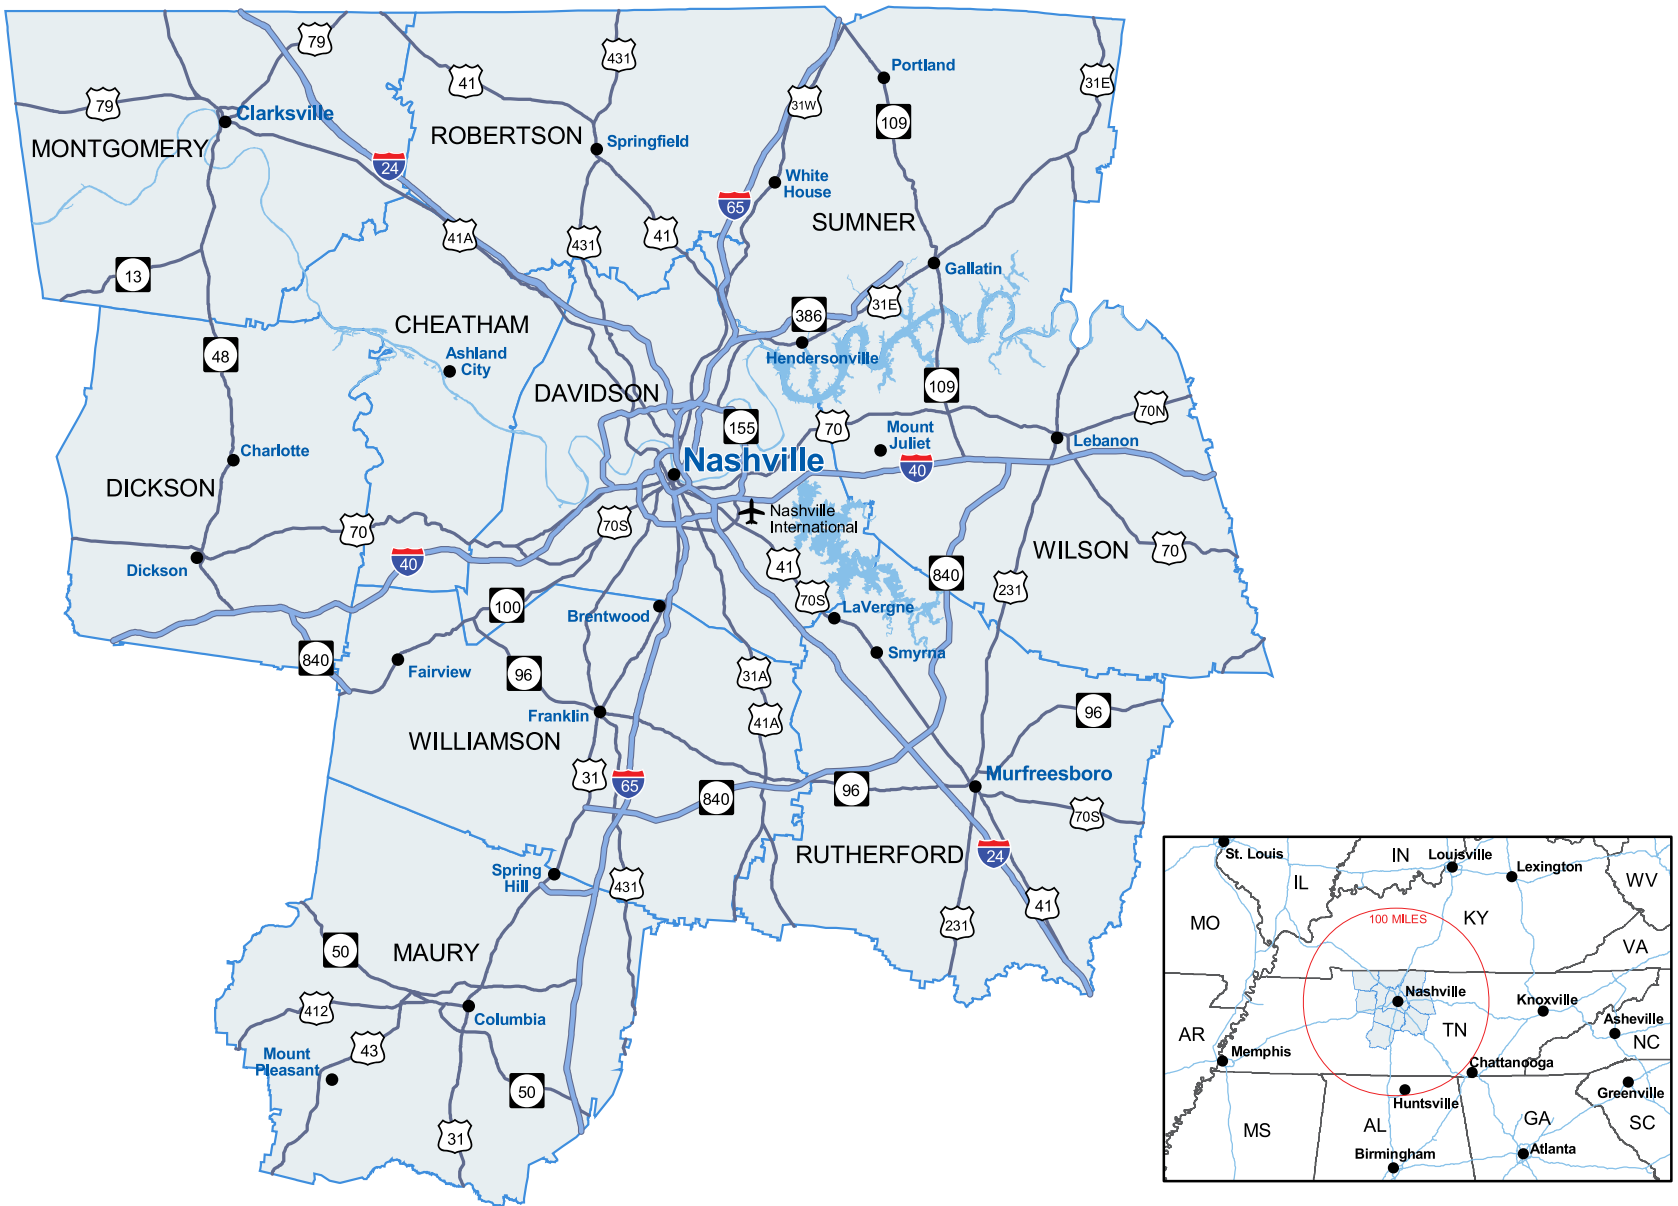 79
79
41
431
31W
Portland
109
31E
Clarksville
MONTGOMERY
ROBERTSON
Springfield
24
65
White
House
SUMNER
41A
431
41
13
Gallatin
31E
386
CHEATHAM
Ashland
City
48
Hendersonville
DAVIDSON
109
70N
155
70
Mount
Juliet
Lebanon
Charlotte
Nashville
40
DICKSON
70
70S
Nashville
International
WILSON
70
Dickson
40
41
840
231
70S
100
Brentwood
LaVergne
840
Fairview
96
31A
Smyrna
Franklin
41A
96
WILLIAMSON
31
65
840
96
Murfreesboro
70S
RUTHERFORD
24
Spring
Hill
431
41
231
50
MAURY
412
Columbia
43
Mount
Pleasant
50
31
St. Louis
IN
Louisville
Lexington
IL
WV
MO
100 MILES
KY
VA
Nashville
Knoxville
TN
Asheville
AR
NC
Memphis
Chattanooga
Huntsville
Greenville
MS
AL
GA
SC
Birmingham
Atlanta